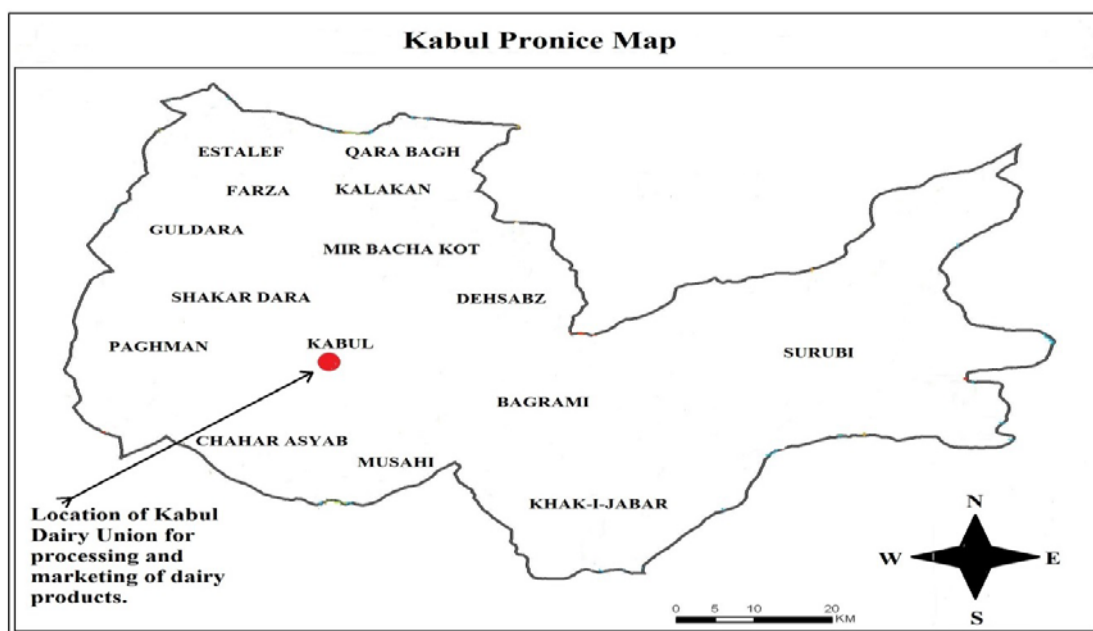 Kabul Pronice Map
ESTALEF
QARA BAGH
FARZA
KALAKAN
GULDARA
MIR BACHA KOT
SHAKAR DARA
DEHSABZ
PAGHMAN
KABUL
SURUBI
BAGRAMI
CHAHAR ASYAB
MUSAHI
KHAK-I-JABAR
Location of Kabul
Dairy Union for
processing and
marketing of dairy
products.
N
W
E
S
0 5 10 20
KM